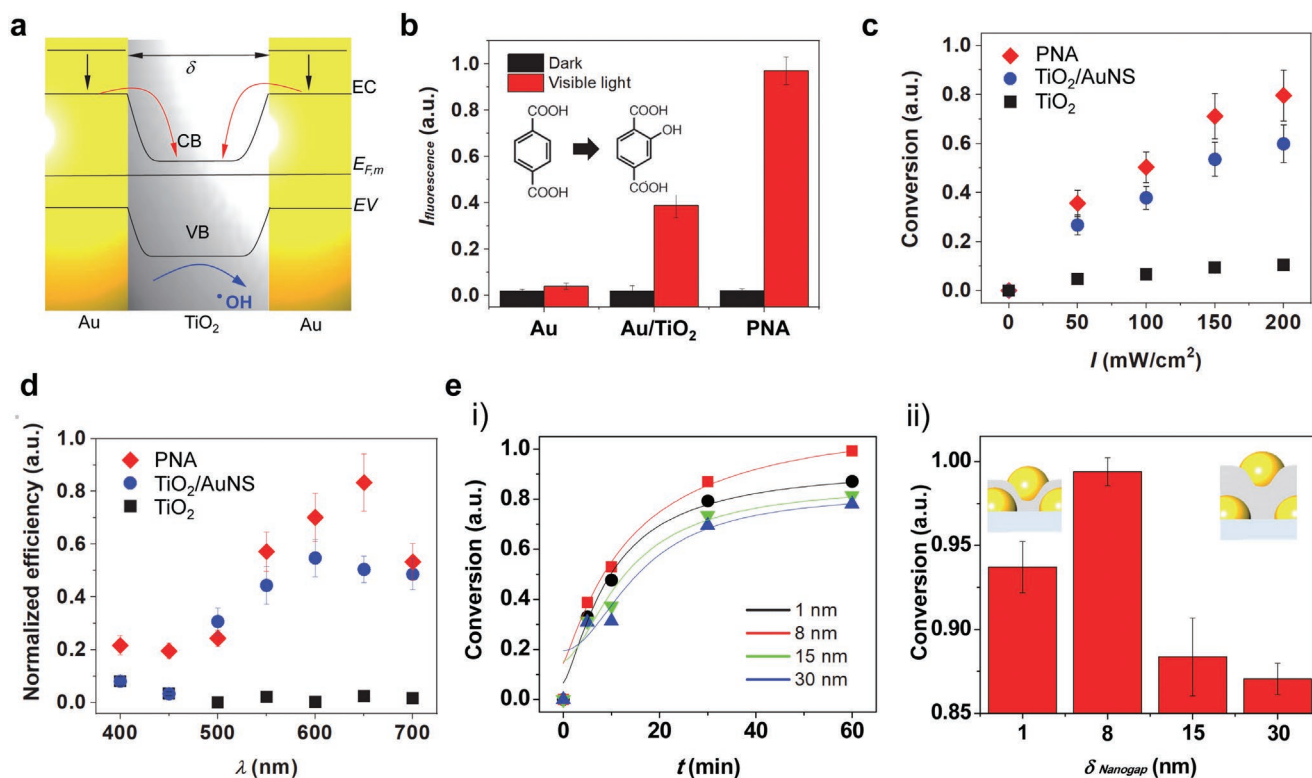 a
δ
EC
CB
E_F,m
EV
VB
•OH
Au
TiO₂
Au
b
Dark
Visible light
COOH
COOH
COOH
OH
COOH
I_fluorescence (a.u.)
1.0
0.8
0.6
0.4
0.2
0.0
Au
Au/TiO₂
PNA
c
PNA
TiO₂/AuNS
TiO₂
Conversion (a.u.)
1.0
0.8
0.6
0.4
0.2
0.0
0 50 100 150 200
I (mW/cm²)
d
PNA
TiO₂/AuNS
TiO₂
Normalized efficiency (a.u.)
1.0
0.8
0.6
0.4
0.2
0.0
400 500 600 700
λ (nm)
e
i)
Conversion (a.u.)
1.0
0.8
0.6
0.4
0.2
0.0
1 nm
8 nm
15 nm
30 nm
0 20 40 60
t (min)
ii)
Conversion (a.u.)
1.00
0.95
0.90
0.85
1 8 15 30
δ Nanogap (nm)